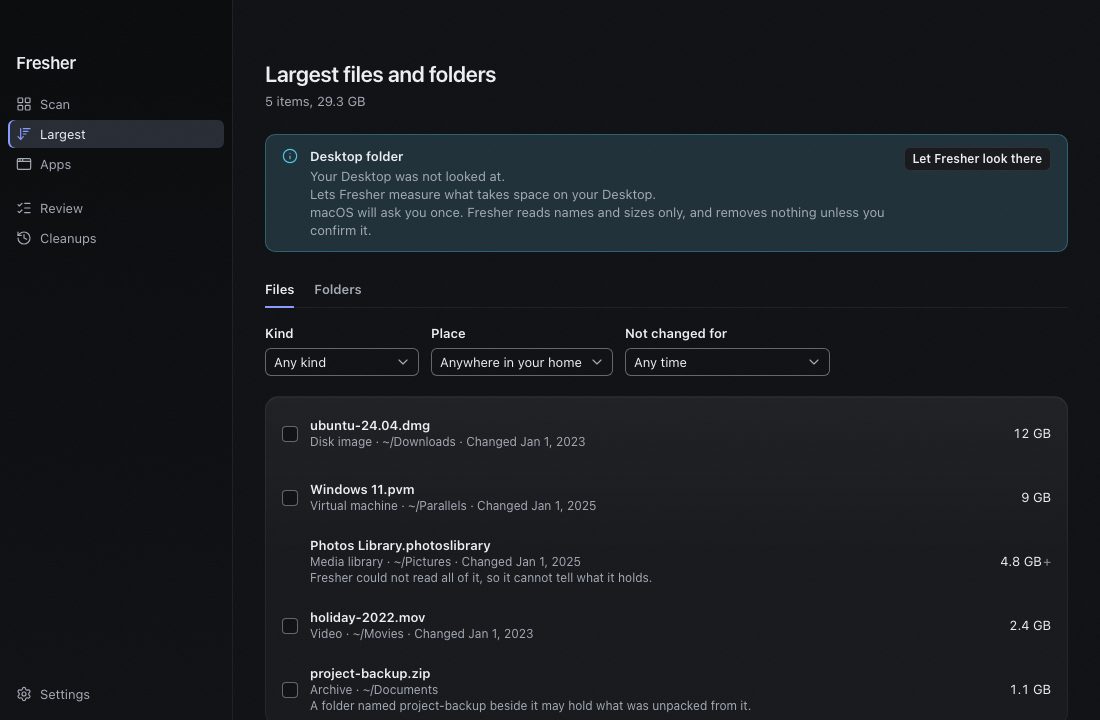 Fresher
Scan
Largest
Apps
Review
Cleanups
Settings
Largest files and folders
5 items, 29.3 GB
Desktop folder
Let Fresher look there
Your Desktop was not looked at.
Lets Fresher measure what takes space on your Desktop.
macOS will ask you once. Fresher reads names and sizes only, and removes nothing unless you
confirm it.
Files Folders
Kind Place Not changed for
Any kind Anywhere in your home Any time
ubuntu-24.04.dmg
Disk image · ~/Downloads · Changed Jan 1, 2023
12 GB
Windows 11.pvm
Virtual machine · ~/Parallels · Changed Jan 1, 2025
9 GB
Photos Library.photoslibrary
Media library · ~/Pictures · Changed Jan 1, 2025
Fresher could not read all of it, so it cannot tell what it holds.
4.8 GB+
holiday-2022.mov
Video · ~/Movies · Changed Jan 1, 2023
2.4 GB
project-backup.zip
Archive · ~/Documents
A folder named project-backup beside it may hold what was unpacked from it.
1.1 GB